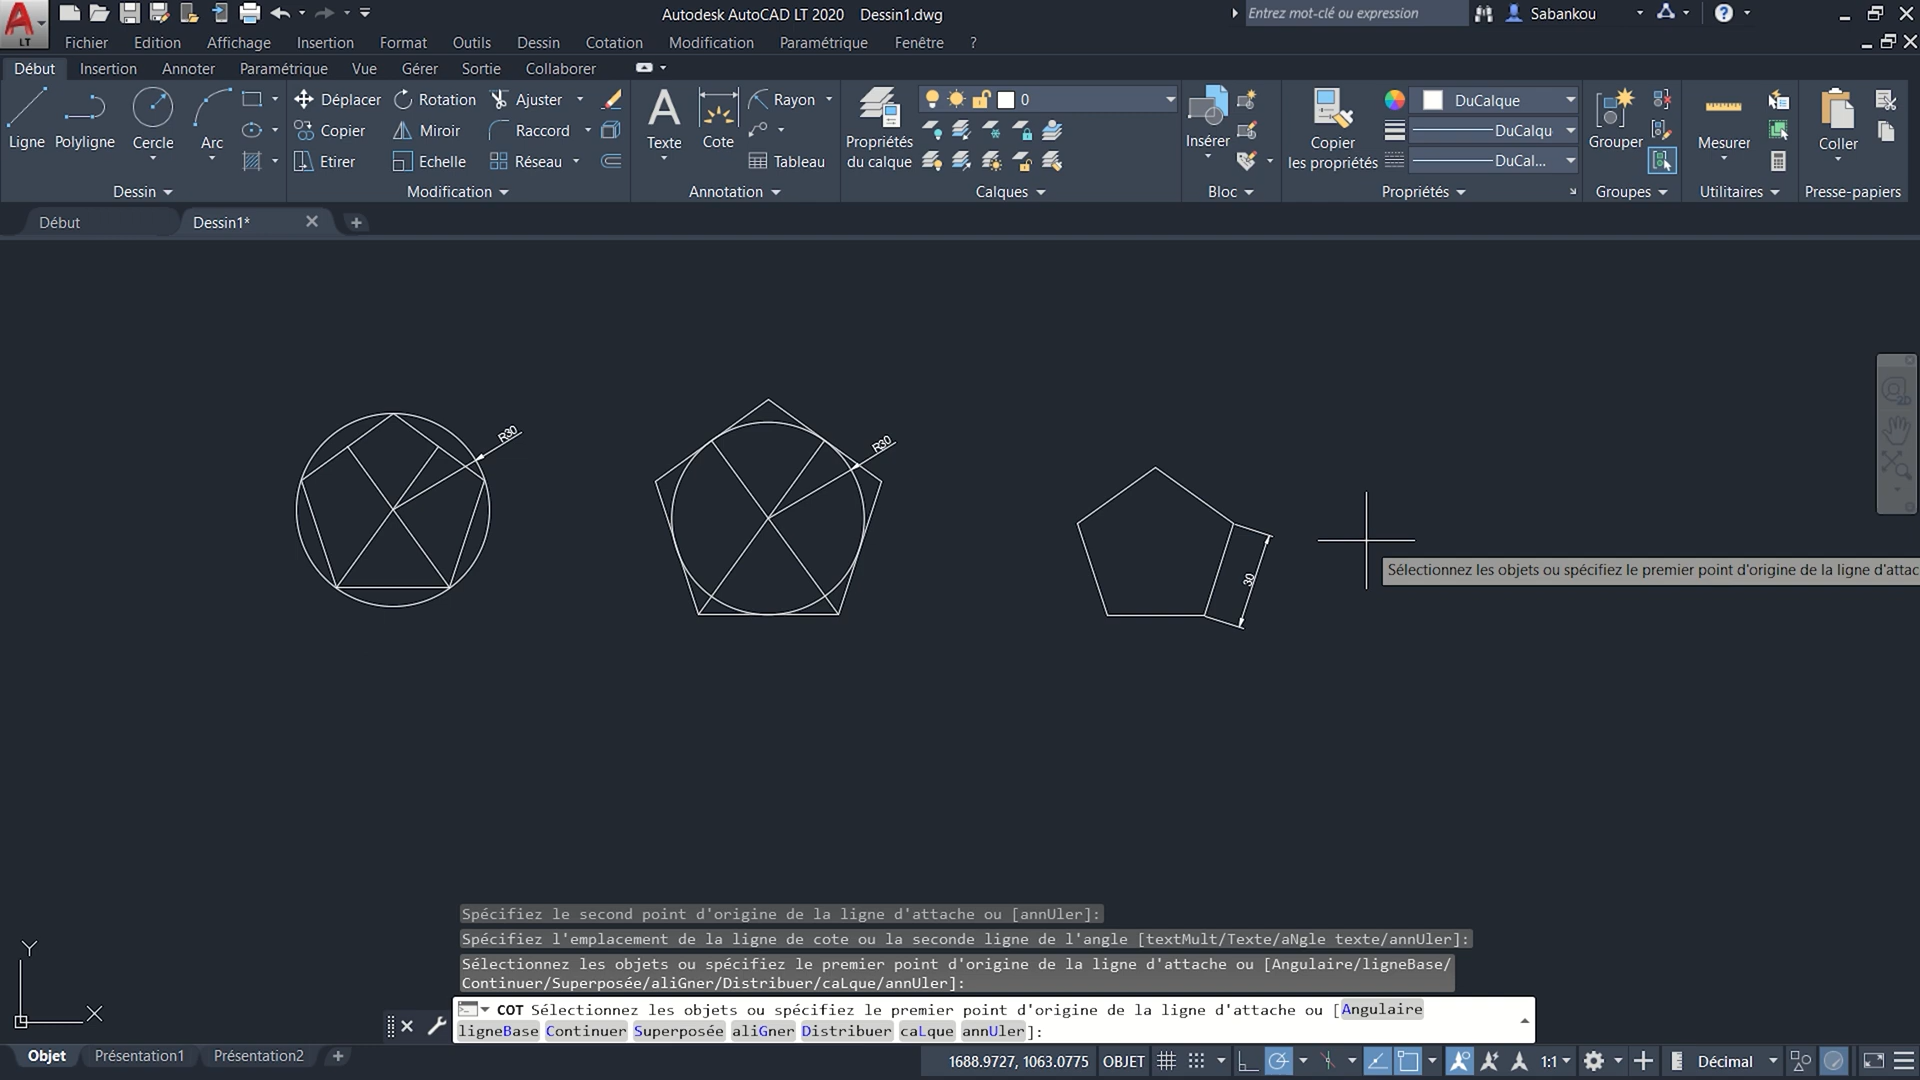 Autodesk AutoCAD LT 2020 Dessin1.dwg
Entrez mot-clé ou expression
Sabankou
LT
Fichier Edition Affichage Insertion Format Outils Dessin Cotation Modification Paramétrique Fenêtre ?
Début Insertion Annoter Paramétrique Vue Gérer Sortie Collaborer
Ligne Polyligne Cercle Arc
Déplacer Rotation Ajuster
Copier Miroir Raccord
Etirer Echelle Réseau
Texte Cote
Rayon
Tableau
Propriétés
du calque
0
Insérer
Copier
les propriétés
DuCalque
DuCalqu
DuCal...
Grouper
Mesurer
Coller
Dessin Modification Annotation Calques Bloc Propriétés Groupes Utilitaires Presse-papiers
Début Dessin1*
R30
R30
30
Sélectionnez les objets ou spécifiez le premier point d'origine de la ligne d'attac
Spécifiez le second point d'origine de la ligne d'attache ou [annUler]:
Spécifiez l'emplacement de la ligne de cote ou la seconde ligne de l'angle [textMult/Texte/aNgle texte/annUler]:
Sélectionnez les objets ou spécifiez le premier point d'origine de la ligne d'attache ou [Angulaire/ligneBase/
Continuer/Superposée/aliGner/Distribuer/caLque/annUler]:
COT Sélectionnez les objets ou spécifiez le premier point d'origine de la ligne d'attache ou [Angulaire
ligneBase Continuer Superposée aliGner Distribuer caLque annUler]:
Y
X
Objet Présentation1 Présentation2
1688.9727, 1063.0775 OBJET 1:1 Décimal